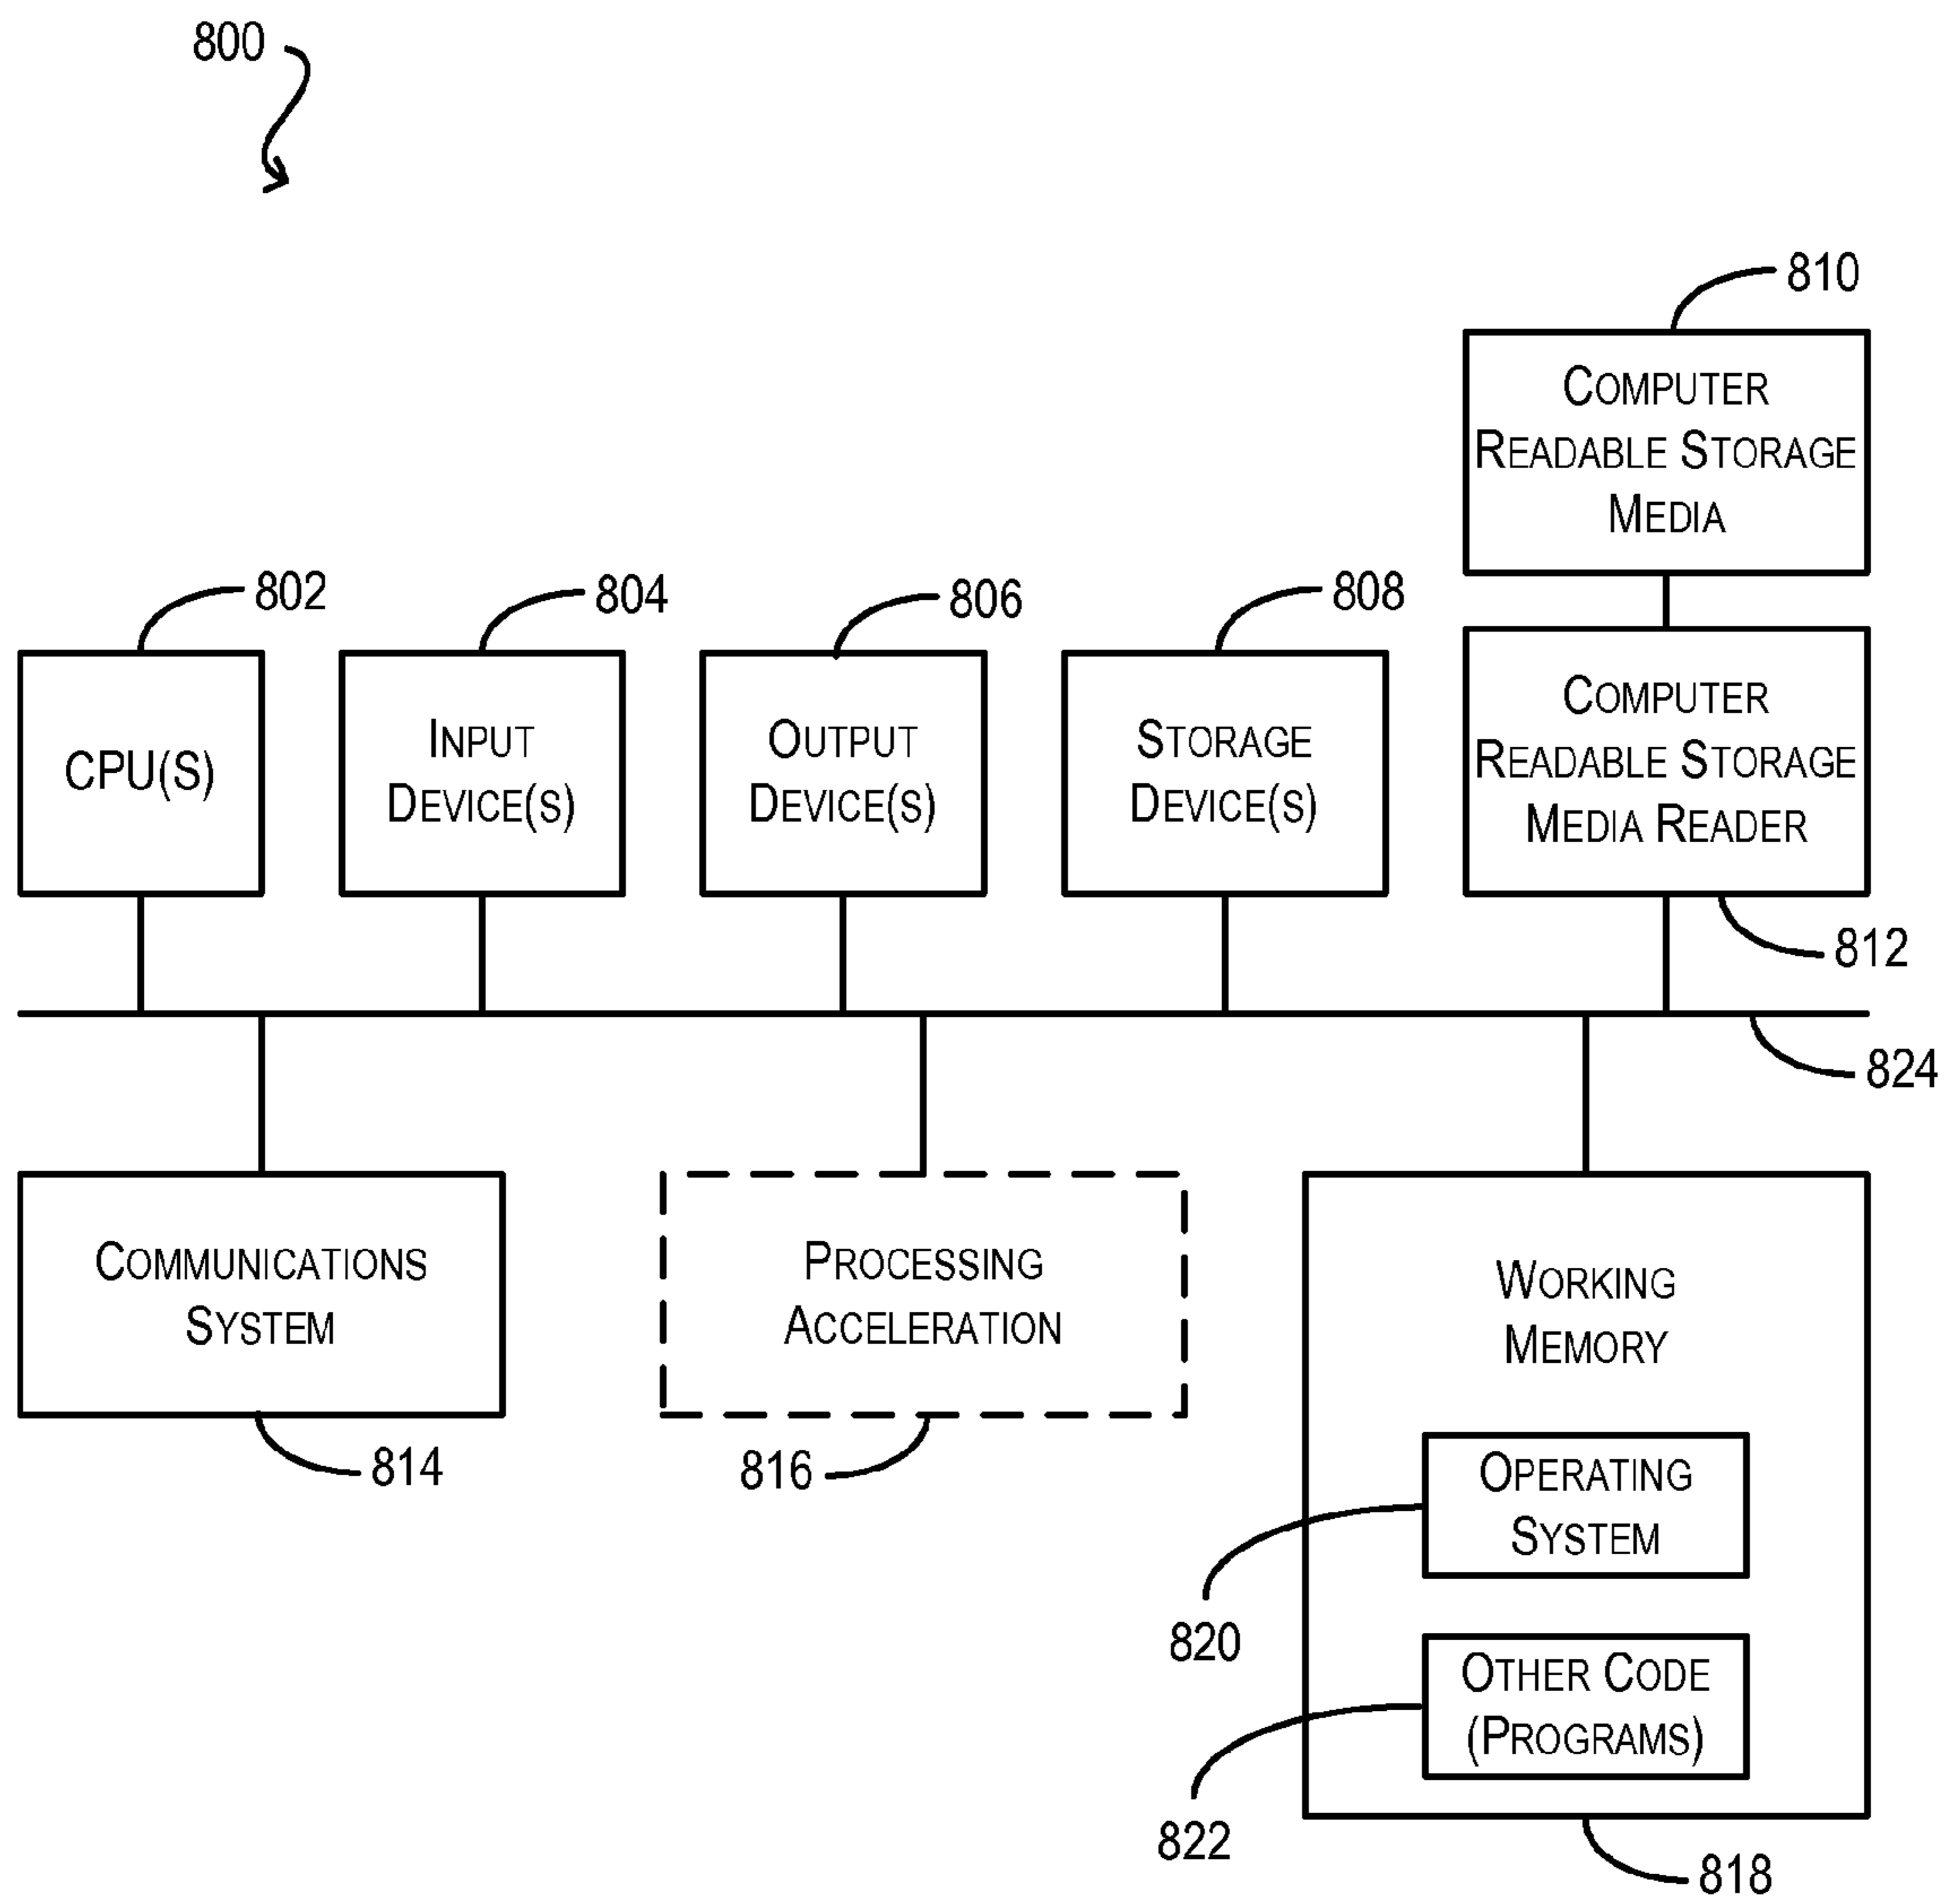 800
810
COMPUTER
READABLE STORAGE
MEDIA
802
804
806
808
CPU(S)
INPUT
DEVICE(S)
OUTPUT
DEVICE(S)
STORAGE
DEVICE(S)
COMPUTER
READABLE STORAGE
MEDIA READER
812
824
COMMUNICATIONS
SYSTEM
814
PROCESSING
ACCELERATION
816
WORKING
MEMORY
OPERATING
SYSTEM
820
OTHER CODE
(PROGRAMS)
822
818